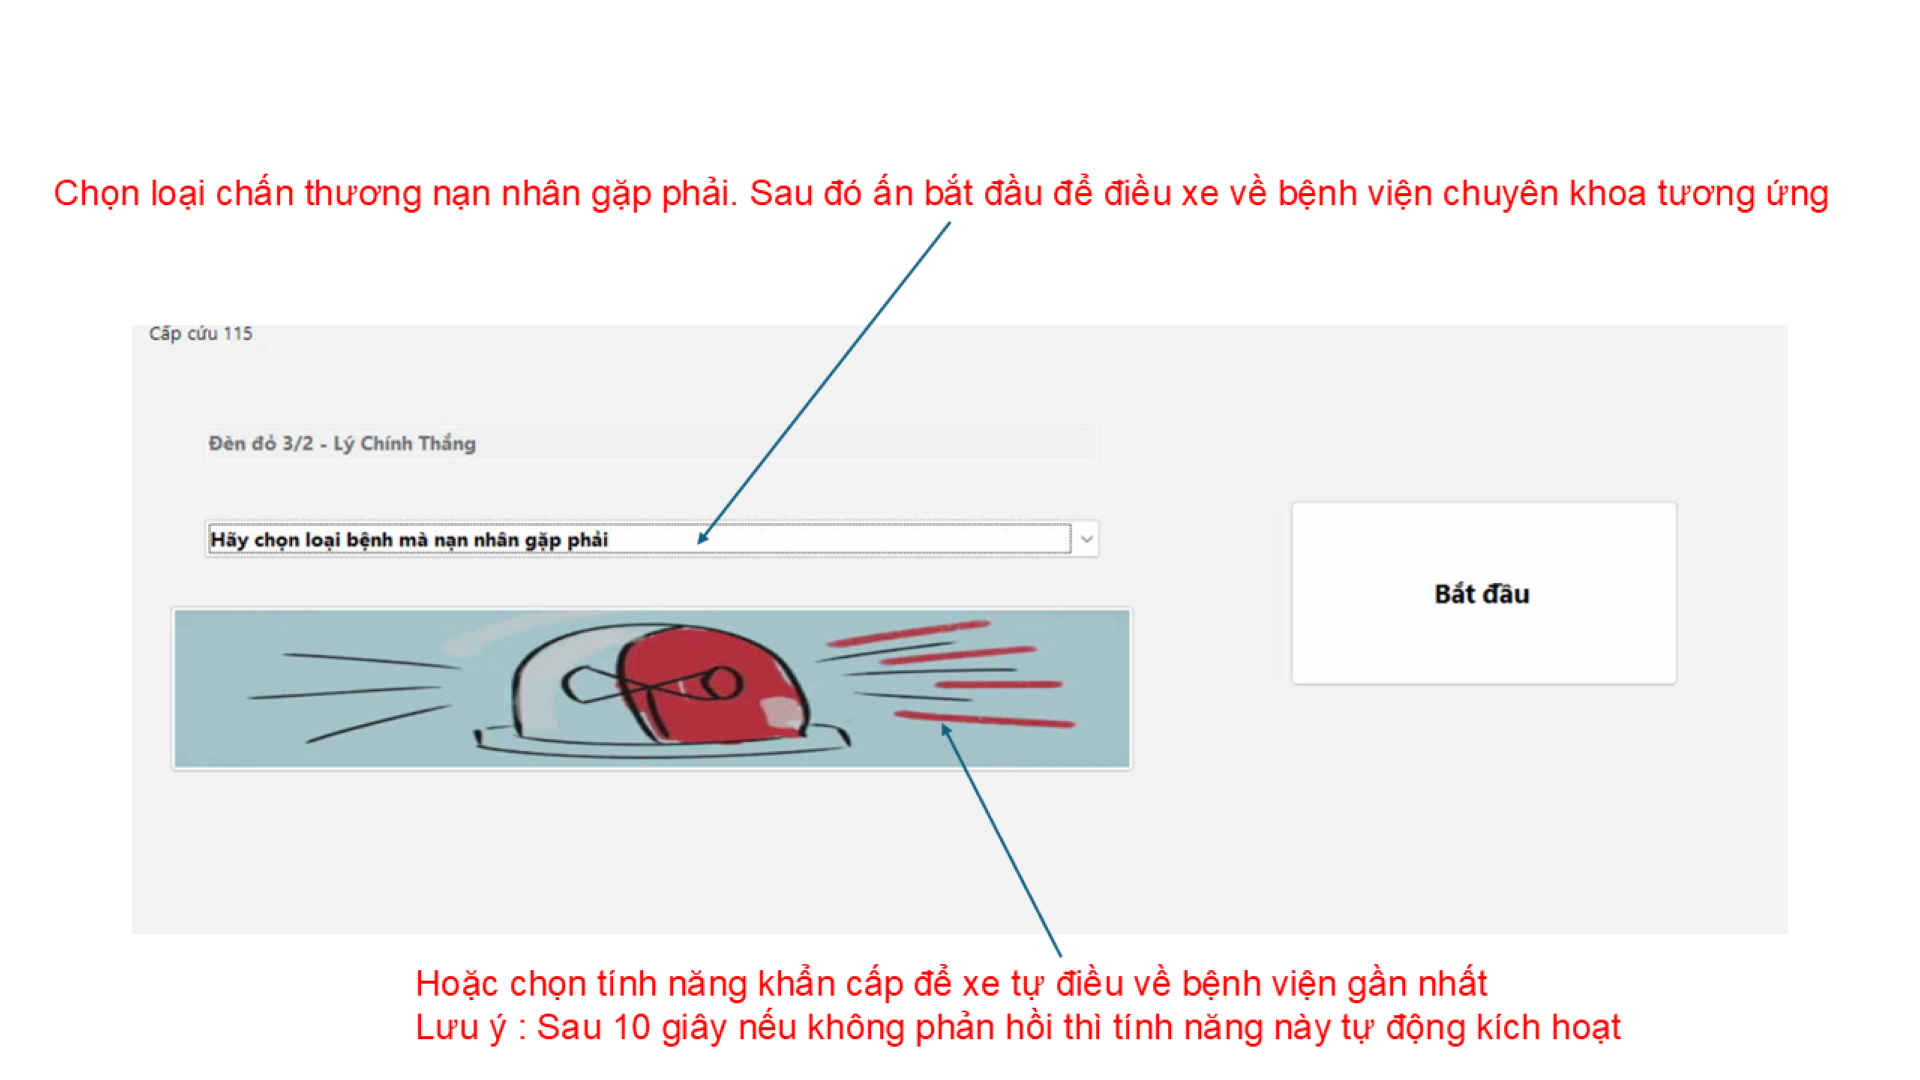 Chọn loại chấn thương nạn nhân gặp phải. Sau đó ấn bắt đầu để điều xe về bệnh viện chuyên khoa tương ứng
Cấp cứu 115
Đèn đỏ 3/2 - Lý Chính Thắng
Hãy chọn loại bệnh mà nạn nhân gặp phải
Bắt đầu
Hoặc chọn tính năng khẩn cấp để xe tự điều về bệnh viện gần nhất
Lưu ý : Sau 10 giây nếu không phản hồi thì tính năng này tự động kích hoạt